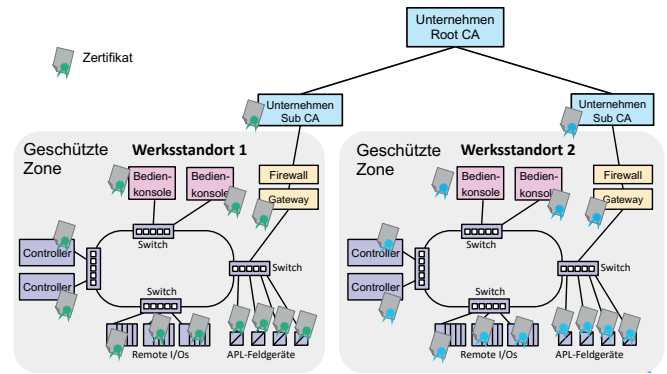 Unternehmen
Root CA
Zertifikat
Unternehmen
Sub CA
Unternehmen
Sub CA
Geschützte
Zone
Werksstandort 1
Bedien-
konsole
Bedien-
konsole
Firewall
Gateway
Switch
Controller
Controller
Switch
Switch
Remote I/Os
APL-Feldgeräte
Geschützte
Zone
Werksstandort 2
Bedien-
konsole
Bedien-
konsole
Firewall
Gateway
Switch
Controller
Controller
Switch
Switch
Remote I/Os
APL-Feldgeräte